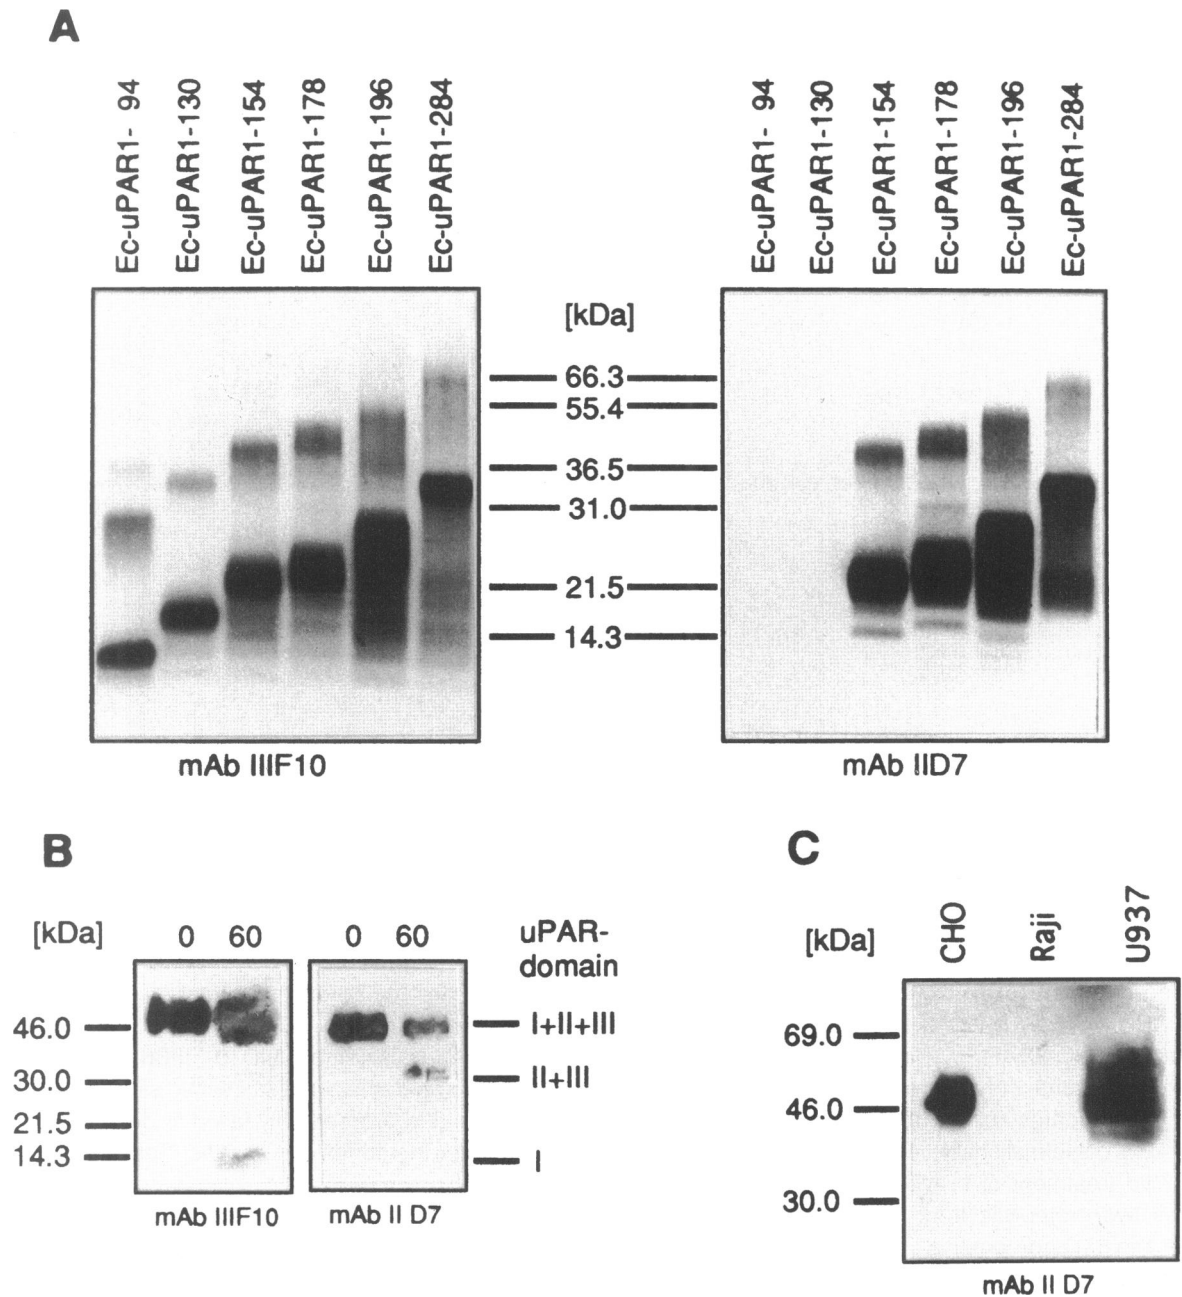 A
Ec-uPAR1- 94
Ec-uPAR1-130
Ec-uPAR1-154
Ec-uPAR1-178
Ec-uPAR1-196
Ec-uPAR1-284
Ec-uPAR1- 94
Ec-uPAR1-130
Ec-uPAR1-154
Ec-uPAR1-178
Ec-uPAR1-196
Ec-uPAR1-284
[kDa]
66.3
55.4
36.5
31.0
21.5
14.3
mAb IIIF10
mAb IID7
B
[kDa]
0 60
0 60
uPAR-
domain
46.0
30.0
21.5
14.3
I+II+III
II+III
I
mAb IIIF10
mAb II D7
C
[kDa]
CHO
Raji
U937
69.0
46.0
30.0
mAb II D7